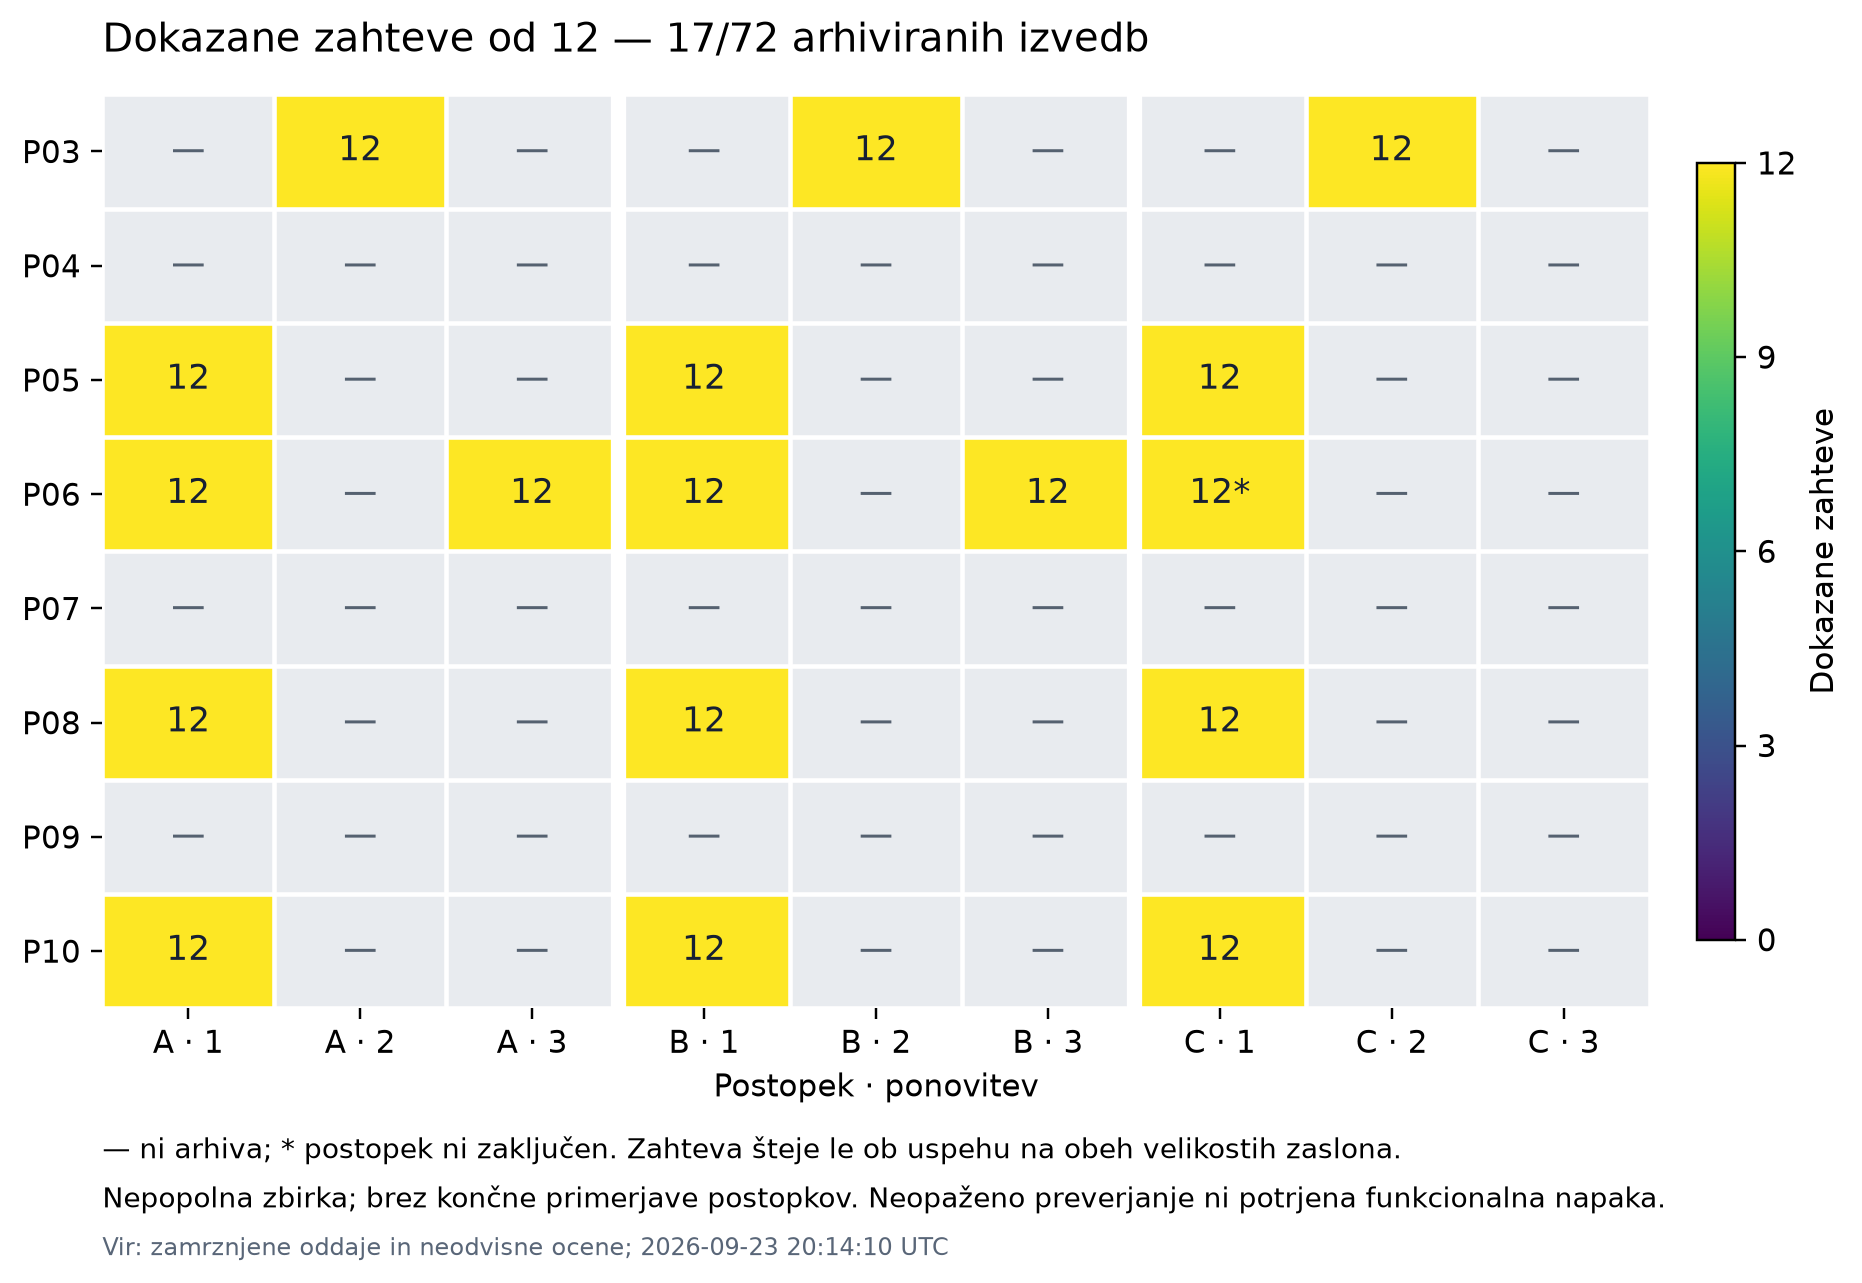 Dokazane zahteve od 12 — 17/72 arhiviranih izvedb
P03 — 12 — — 12 — — 12 —
P04 — — — — — — — — —
P05 12 — — 12 — — 12 — —
P06 12 — 12 12 — 12 12* — —
P07 — — — — — — — — —
P08 12 — — 12 — — 12 — —
P09 — — — — — — — — —
P10 12 — — 12 — — 12 — —
A · 1 A · 2 A · 3 B · 1 B · 2 B · 3 C · 1 C · 2 C · 3
Postopek · ponovitev
12
9
6
3
0
Dokazane zahteve
— ni arhiva; * postopek ni zaključen. Zahteva šteje le ob uspehu na obeh velikostih zaslona.
Nepopolna zbirka; brez končne primerjave postopkov. Neopaženo preverjanje ni potrjena funkcionalna napaka.
Vir: zamrznjene oddaje in neodvisne ocene; 2026-09-23 20:14:10 UTC